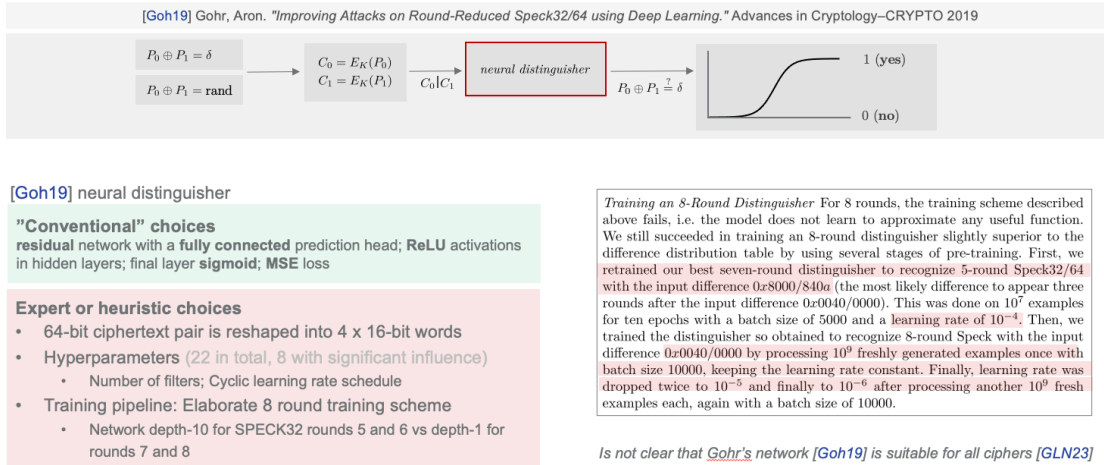 [Goh19] Gohr, Aron. "Improving Attacks on Round-Reduced Speck32/64 using Deep Learning." Advances in Cryptology–CRYPTO 2019
P₀ ⊕ P₁ = δ
P₀ ⊕ P₁ = rand
C₀ = E_K(P₀)
C₁ = E_K(P₁)
C₀|C₁
neural distinguisher
P₀ ⊕ P₁ ≟ δ
1 (yes)
0 (no)
[Goh19] neural distinguisher
"Conventional" choices
residual network with a fully connected prediction head; ReLU activations
in hidden layers; final layer sigmoid; MSE loss
Expert or heuristic choices
• 64-bit ciphertext pair is reshaped into 4 x 16-bit words
• Hyperparameters (22 in total, 8 with significant influence)
• Number of filters; Cyclic learning rate schedule
• Training pipeline: Elaborate 8 round training scheme
• Network depth-10 for SPECK32 rounds 5 and 6 vs depth-1 for
rounds 7 and 8
Training an 8-Round Distinguisher For 8 rounds, the training scheme described
above fails, i.e. the model does not learn to approximate any useful function.
We still succeeded in training an 8-round distinguisher slightly superior to the
difference distribution table by using several stages of pre-training. First, we
retrained our best seven-round distinguisher to recognize 5-round Speck32/64
with the input difference 0x8000/840a (the most likely difference to appear three
rounds after the input difference 0x0040/0000). This was done on 10⁷ examples
for ten epochs with a batch size of 5000 and a learning rate of 10⁻⁴. Then, we
trained the distinguisher so obtained to recognize 8-round Speck with the input
difference 0x0040/0000 by processing 10⁹ freshly generated examples once with
batch size 10000, keeping the learning rate constant. Finally, learning rate was
dropped twice to 10⁻⁵ and finally to 10⁻⁶ after processing another 10⁹ fresh
examples each, again with a batch size of 10000.
Is not clear that Gohr's network [Goh19] is suitable for all ciphers [GLN23]